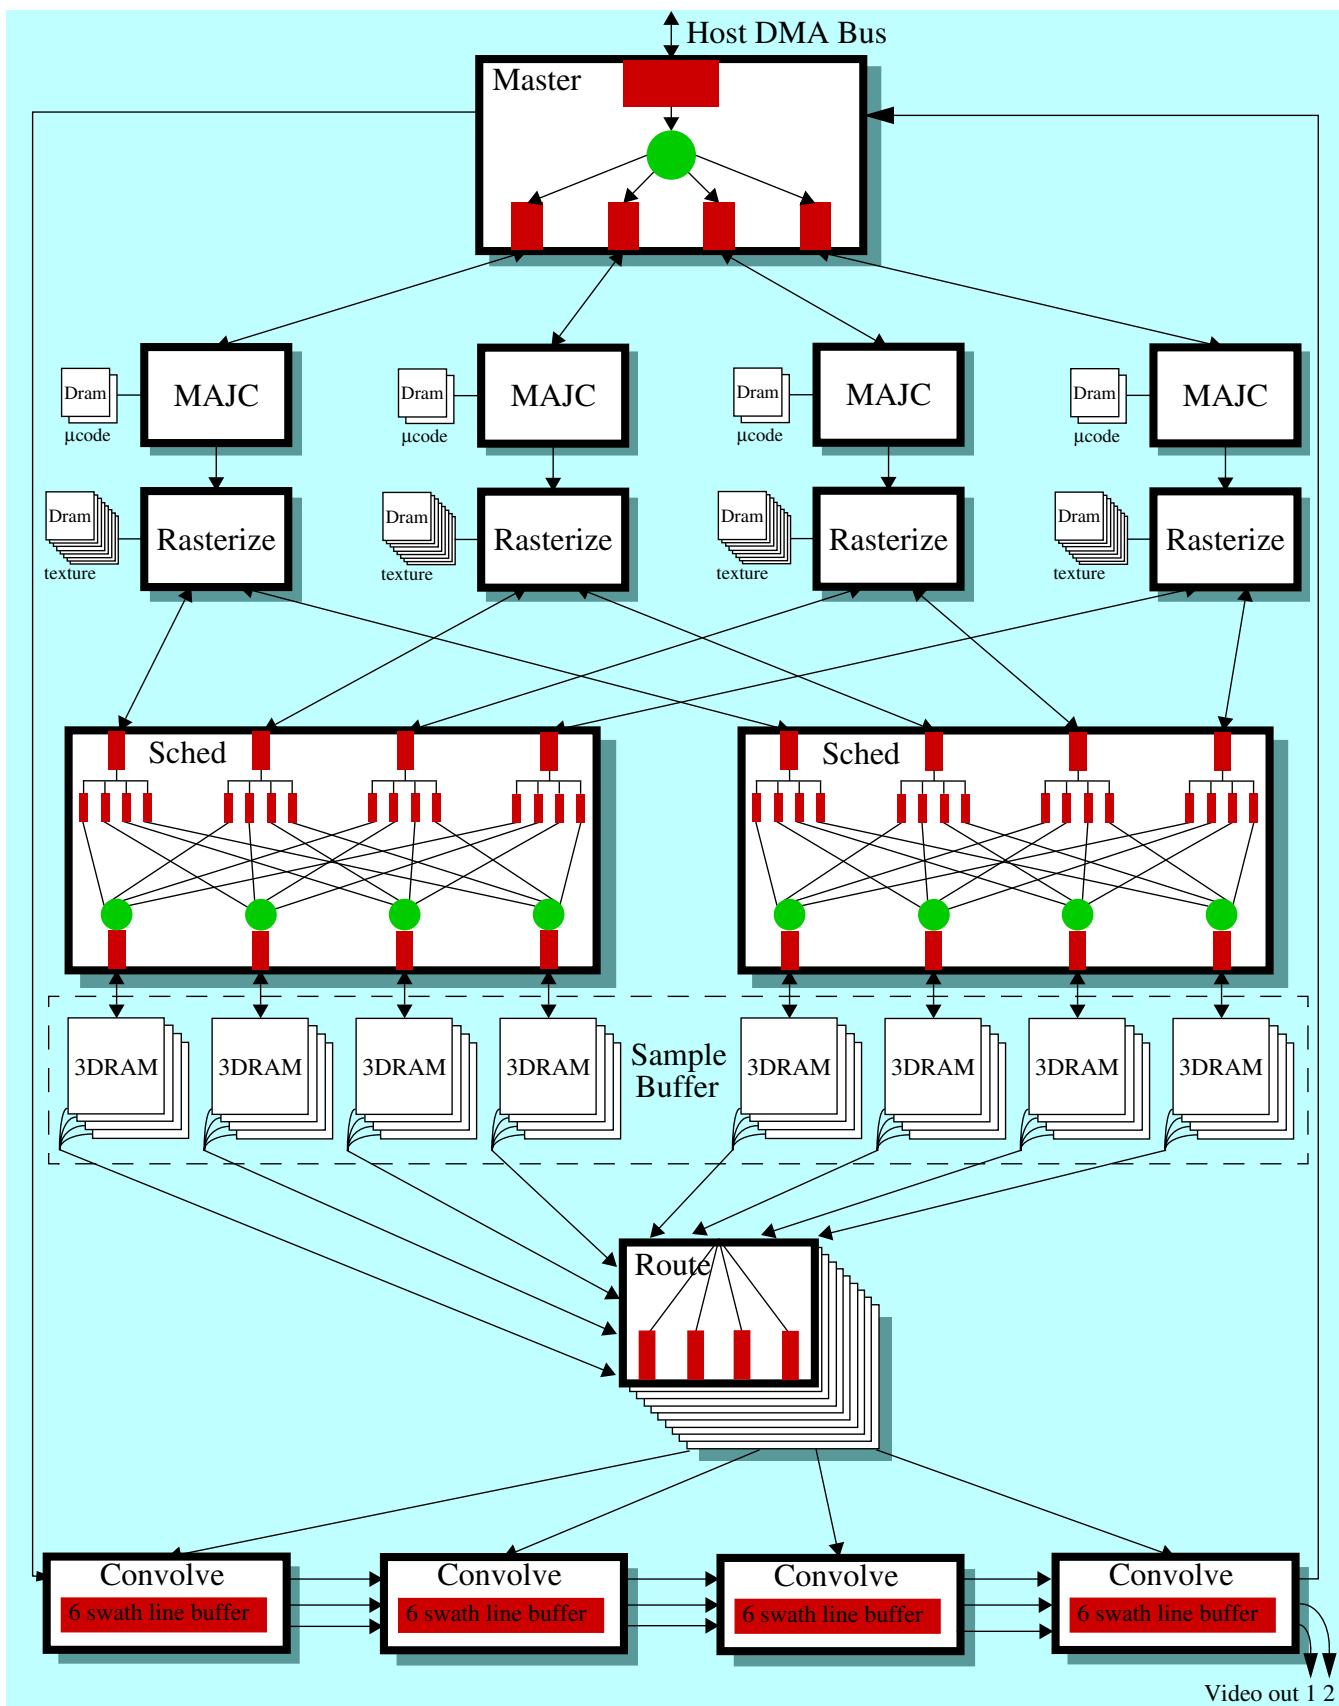 Host DMA Bus
Master
Dram
MAJC
Dram
MAJC
Dram
MAJC
Dram
MAJC
µcode
µcode
µcode
µcode
Dram
Rasterize
Dram
Rasterize
Dram
Rasterize
Dram
Rasterize
texture
texture
texture
texture
Sched
Sched
3DRAM
3DRAM
3DRAM
3DRAM
Sample
Buffer
3DRAM
3DRAM
3DRAM
3DRAM
Route
Convolve
Convolve
Convolve
Convolve
6 swath line buffer
6 swath line buffer
6 swath line buffer
6 swath line buffer
Video out 1 2